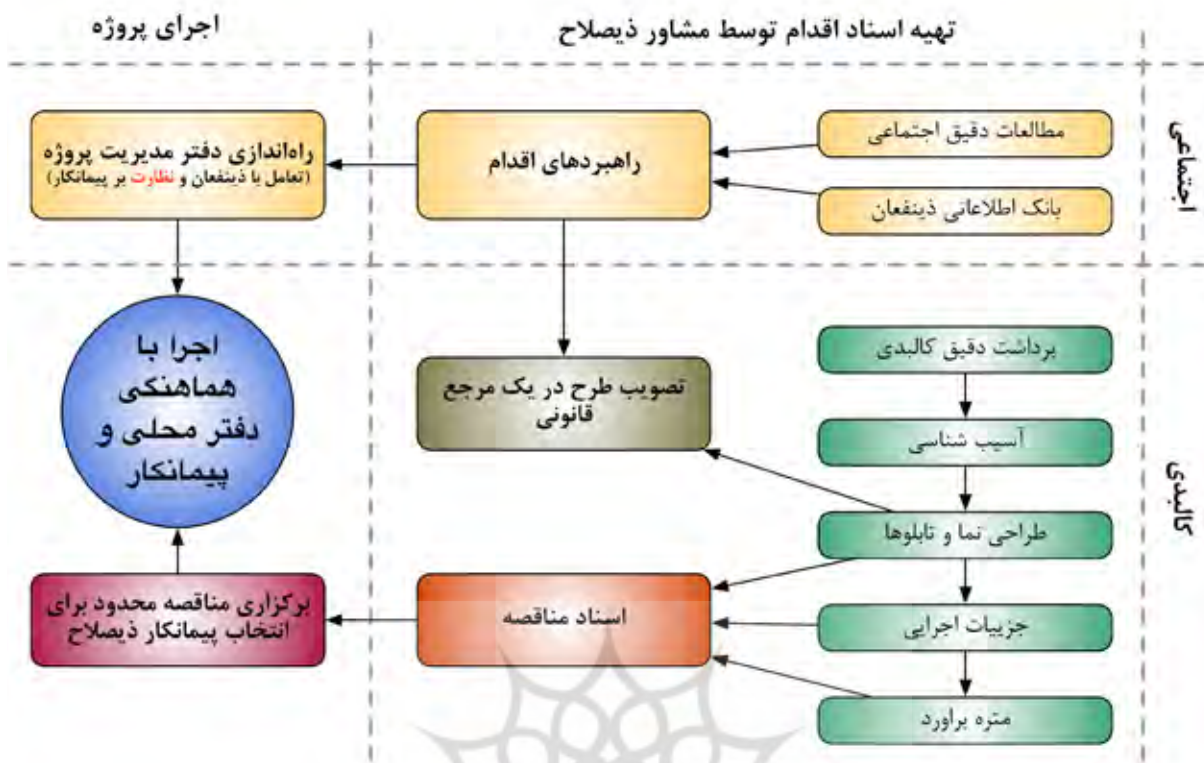 تهیه اسناد اقدام توسط مشاور ذیصلاح
اجرای پروژه
اجتماعی
مطالعات دقیق اجتماعی
بانک اطلاعاتی ذینفعان
راهبردهای اقدام
راه‌اندازی دفتر مدیریت پروژه
(تعامل با ذینفعان و نظارت بر پیمانکار)
کالبدی
برداشت دقیق کالبدی
آسیب شناسی
طراحی نما و تابلوها
جزییات اجرایی
متره براورد
تصویب طرح در یک مرجع
قانونی
اسناد مناقصه
اجرا با
هماهنگی
دفتر محلی و
پیمانکار
برگزاری مناقصه محدود برای
انتخاب پیمانکار ذیصلاح